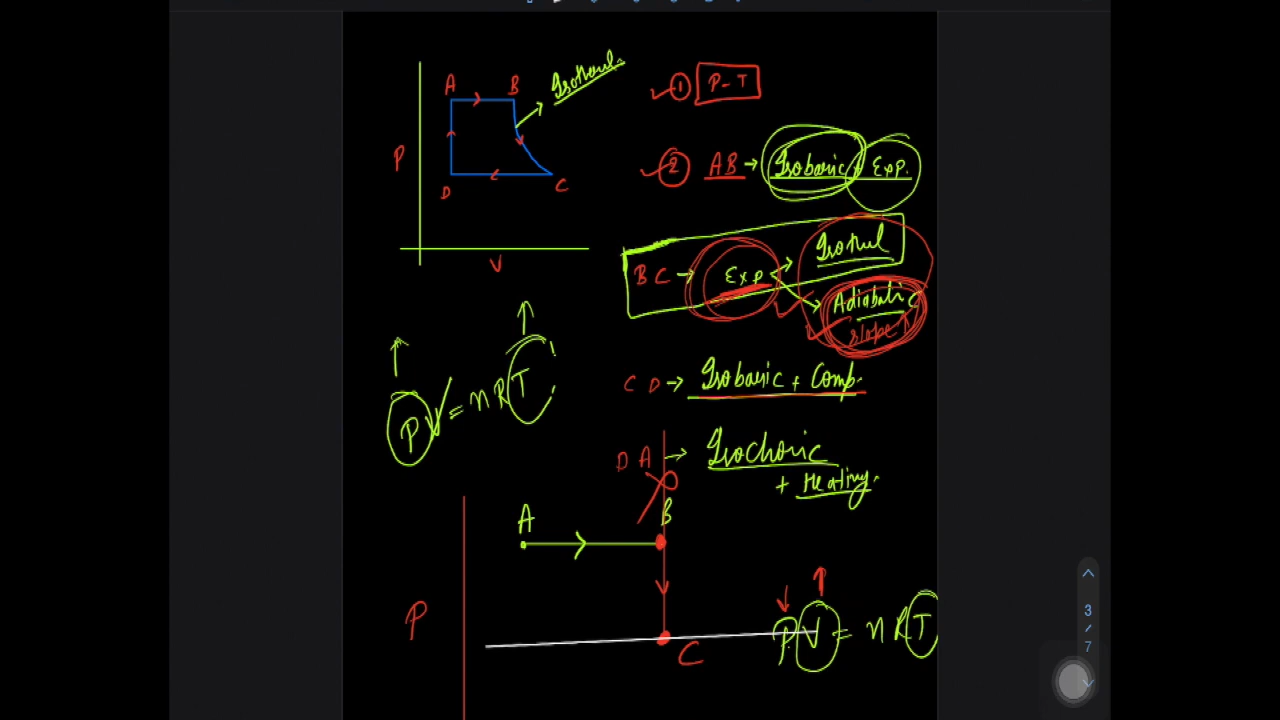 A B Isothermal
P
D C
V
① P-T
② AB → Isobaric + Exp.
BC → Exp → Isothermal
→ Adiabatic
slope ↑
CD → Isobaric + Comp.
DA → Isochoric
+ Heating.
PV = nRT
A B
P
C
PV = nRT
3
/
7